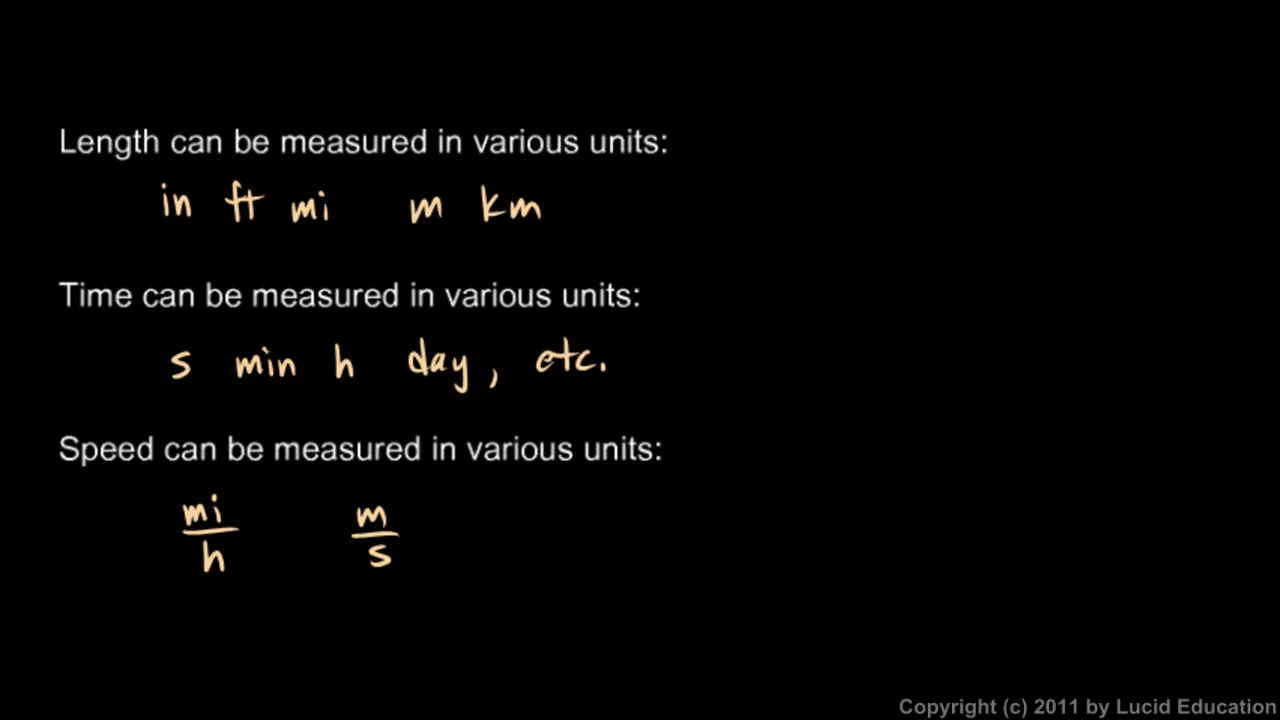 Length can be measured in various units:
in ft mi m km
Time can be measured in various units:
s min h day, etc.
Speed can be measured in various units:
mi/h m/s
Copyright (c) 2011 by Lucid Education